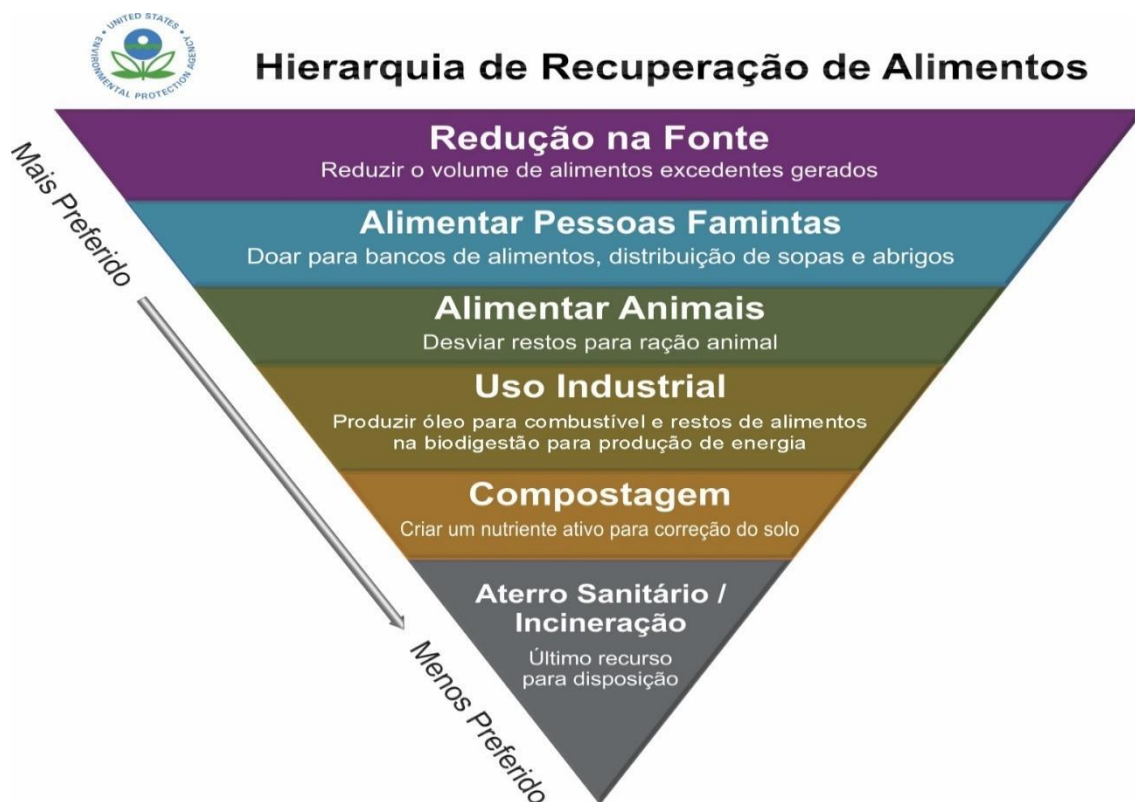 UNITED STATES
ENVIRONMENTAL PROTECTION AGENCY
Hierarquia de Recuperação de Alimentos
Mais Preferido
Redução na Fonte
Reduzir o volume de alimentos excedentes gerados
Alimentar Pessoas Famintas
Doar para bancos de alimentos, distribuição de sopas e abrigos
Alimentar Animais
Desviar restos para ração animal
Uso Industrial
Produzir óleo para combustível e restos de alimentos
na biodigestão para produção de energia
Compostagem
Criar um nutriente ativo para correção do solo
Aterro Sanitário /
Incineração
Último recurso
para disposição
Menos Preferido